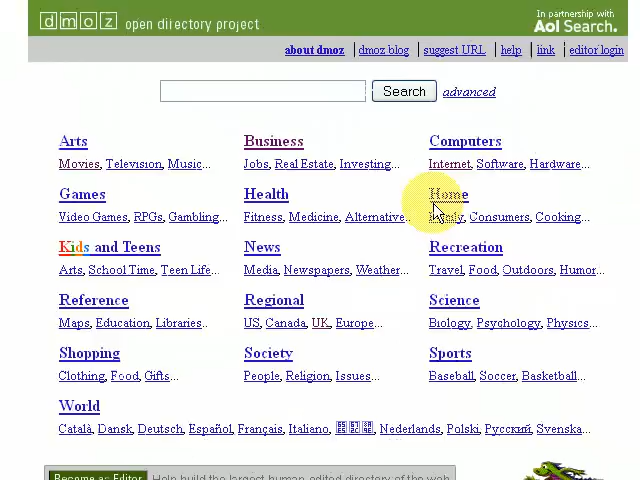 dmoz open directory project
In partnership with
Aol Search.
about dmoz | dmoz blog | suggest URL | help | link | editor login
Search advanced
Arts Business Computers
Movies, Television, Music... Jobs, Real Estate, Investing... Internet, Software, Hardware...
Games Health Home
Video Games, RPGs, Gambling... Fitness, Medicine, Alternative... Consumers, Cooking...
Kids and Teens News Recreation
Arts, School Time, Teen Life... Media, Newspapers, Weather... Travel, Food, Outdoors, Humor...
Reference Regional Science
Maps, Education, Libraries... US, Canada, UK, Europe... Biology, Psychology, Physics...
Shopping Society Sports
Clothing, Food, Gifts... People, Religion, Issues... Baseball, Soccer, Basketball...
World
Català, Dansk, Deutsch, Español, Français, Italiano, Nederlands, Polski, Русский, Svenska...
Become an Editor Help build the largest human-edited directory of the web